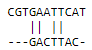 CGTGAATTCAT
|| ||
---GACTTAC-